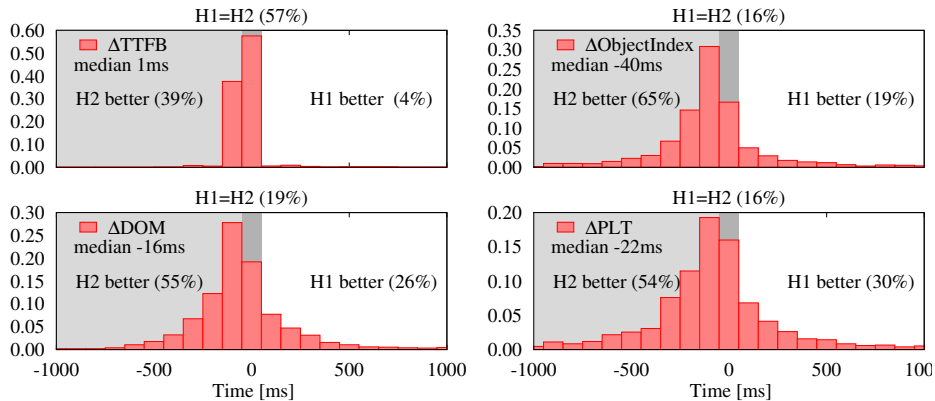 H1=H2 (57%)
0.60
0.50
0.40
0.30
0.20
0.10
0.00
ΔTTFB
median 1ms
H2 better (39%)
H1 better (4%)
H1=H2 (16%)
0.35
0.30
0.25
0.20
0.15
0.10
0.05
0.00
ΔObjectIndex
median -40ms
H2 better (65%)
H1 better (19%)
H1=H2 (19%)
0.30
0.25
0.20
0.15
0.10
0.05
0.00
ΔDOM
median -16ms
H2 better (55%)
H1 better (26%)
-1000
-500
0
500
1000
Time [ms]
H1=H2 (16%)
0.20
0.15
0.10
0.05
0.00
ΔPLT
median -22ms
H2 better (54%)
H1 better (30%)
-1000
-500
0
500
1000
Time [ms]